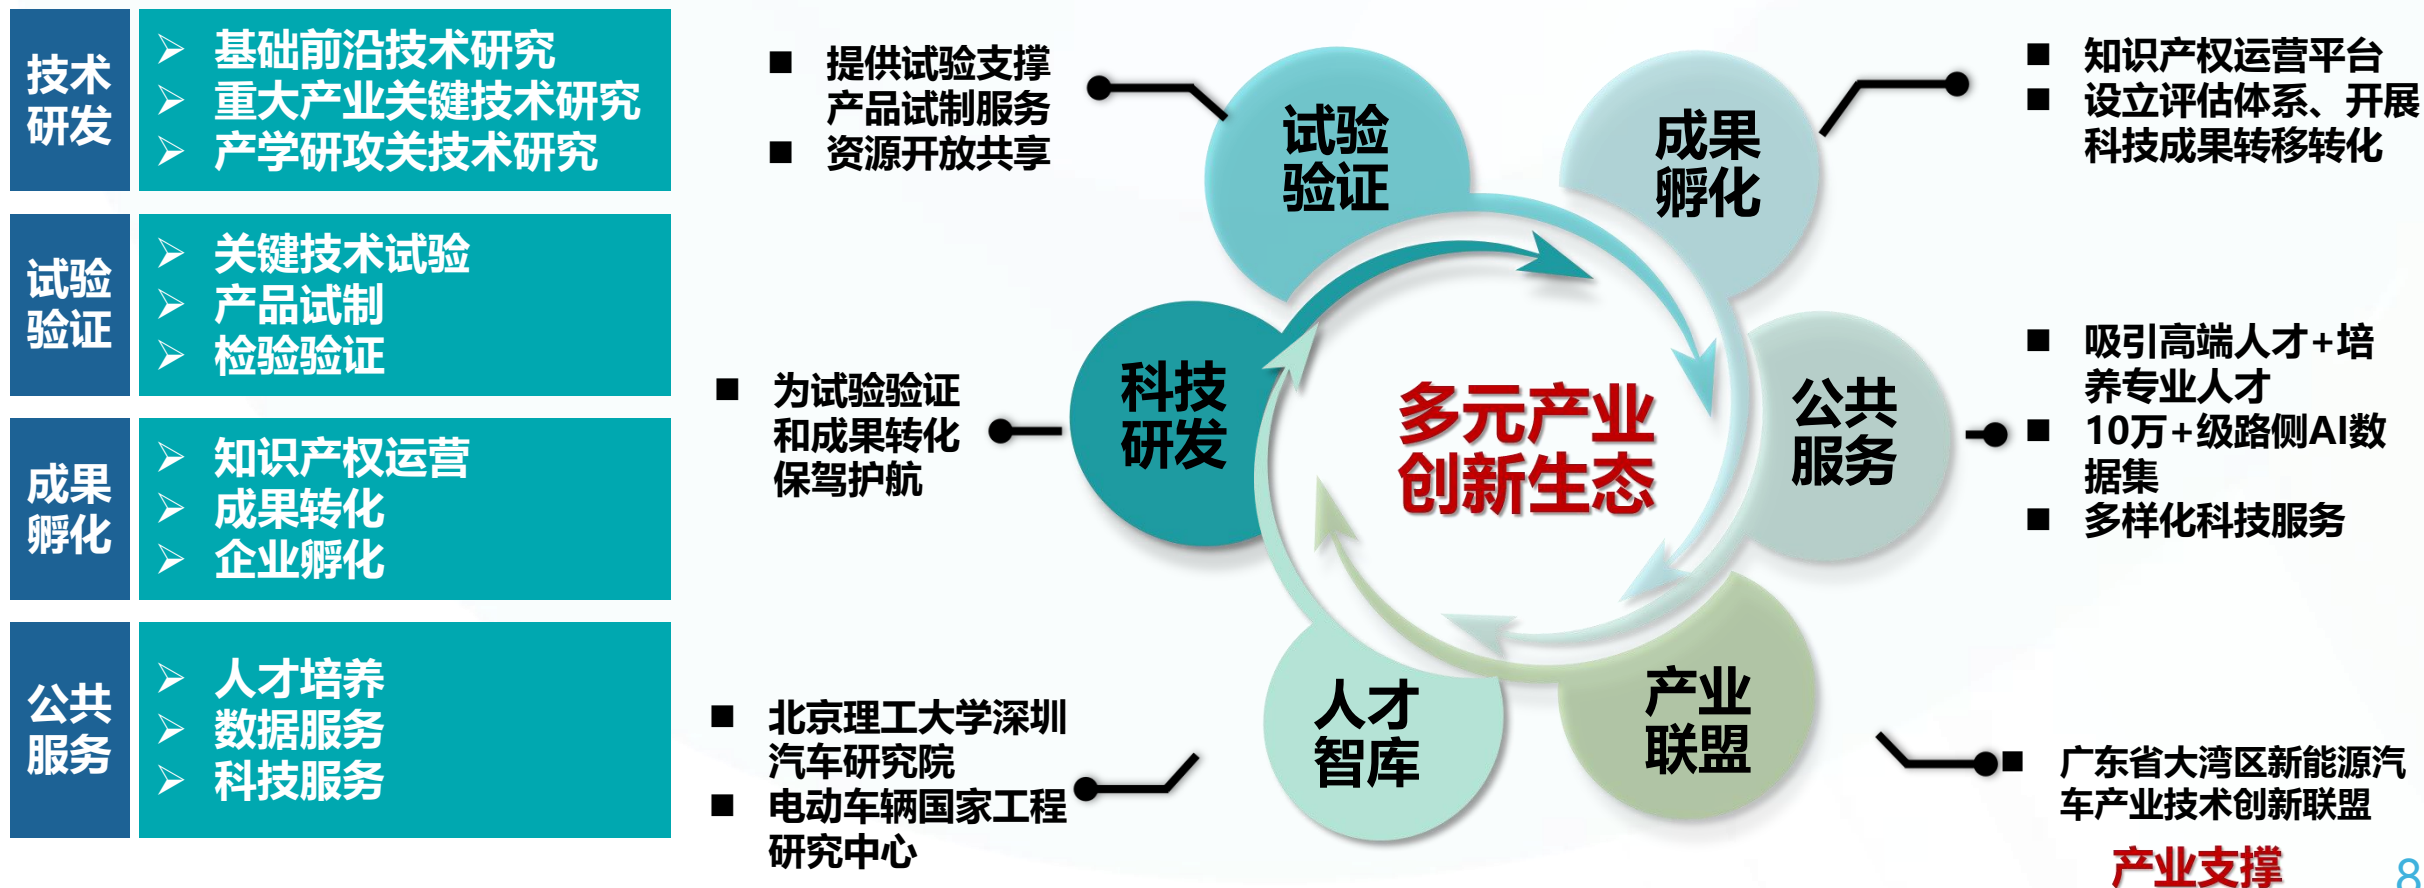 技术
研发
基础前沿技术研究
重大产业关键技术研究
产学研攻关技术研究
试验
验证
关键技术试验
产品试制
检验验证
成果
孵化
知识产权运营
成果转化
企业孵化
公共
服务
人才培养
数据服务
科技服务
提供试验支撑
产品试制服务
资源开放共享
为试验验证
和成果转化
保驾护航
北京理工大学深圳
汽车研究院
电动车辆国家工程
研究中心
试验
验证
成果
孵化
科技
研发
多元产业
创新生态
公共
服务
人才
智库
产业
联盟
知识产权运营平台
设立评估体系、开展
科技成果转移转化
吸引高端人才+培
养专业人才
10万+级路侧AI数
据集
多样化科技服务
广东省大湾区新能源汽
车产业技术创新联盟
产业支撑
8